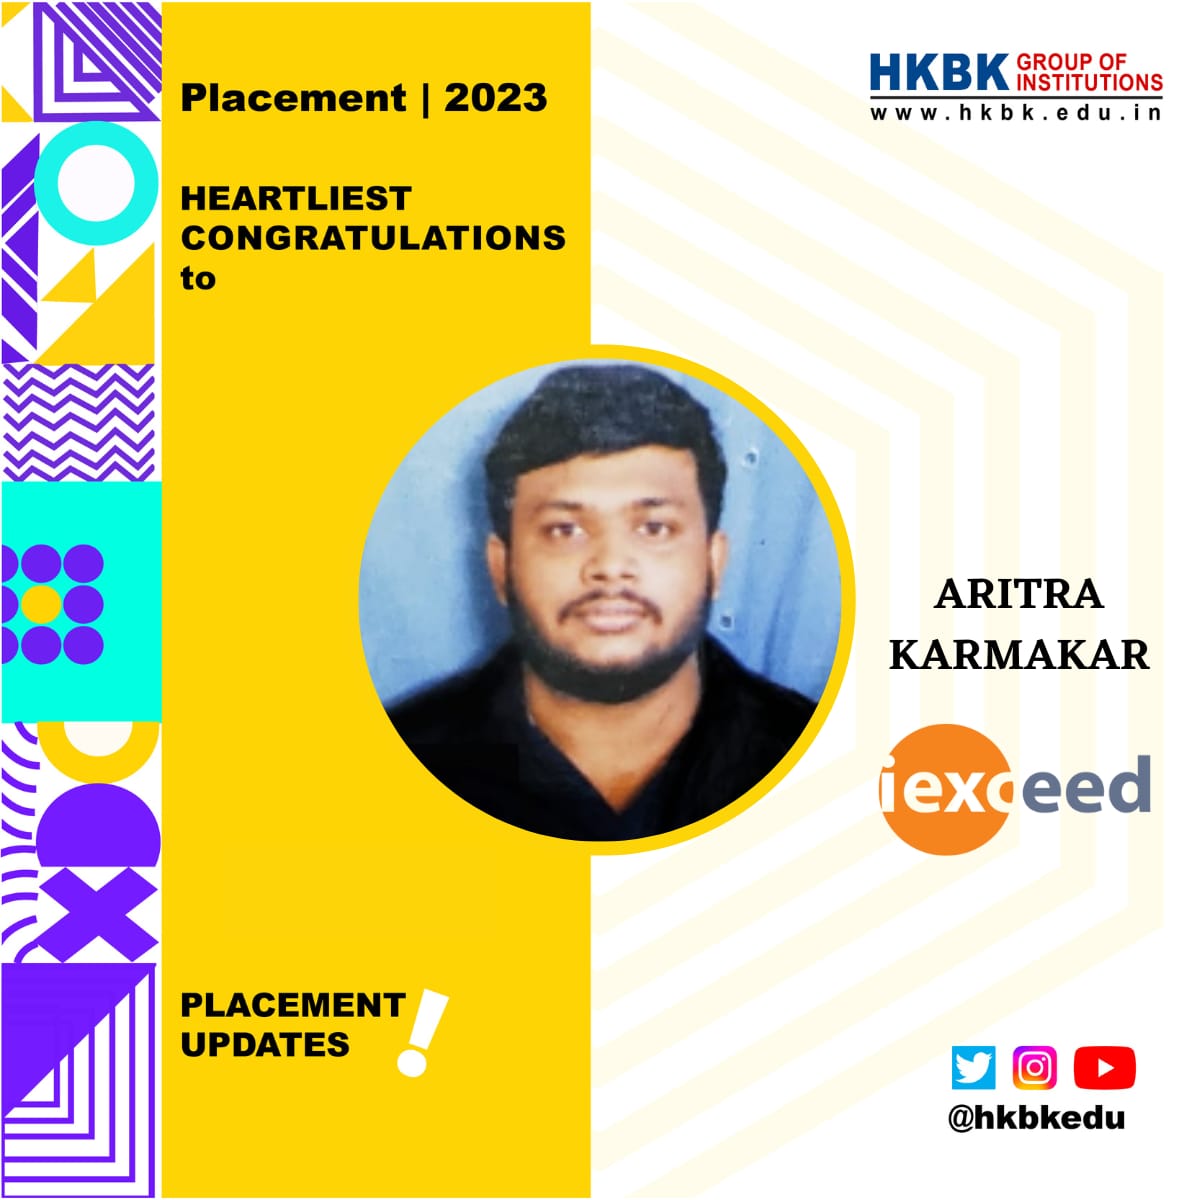 Placement | 2023
HKBK GROUP OF
INSTITUTIONS
www.hkbk.edu.in
HEARTLIEST
CONGRATULATIONS
to
ARITRA
KARMAKAR
iexceed
PLACEMENT
UPDATES!
@hkbkedu